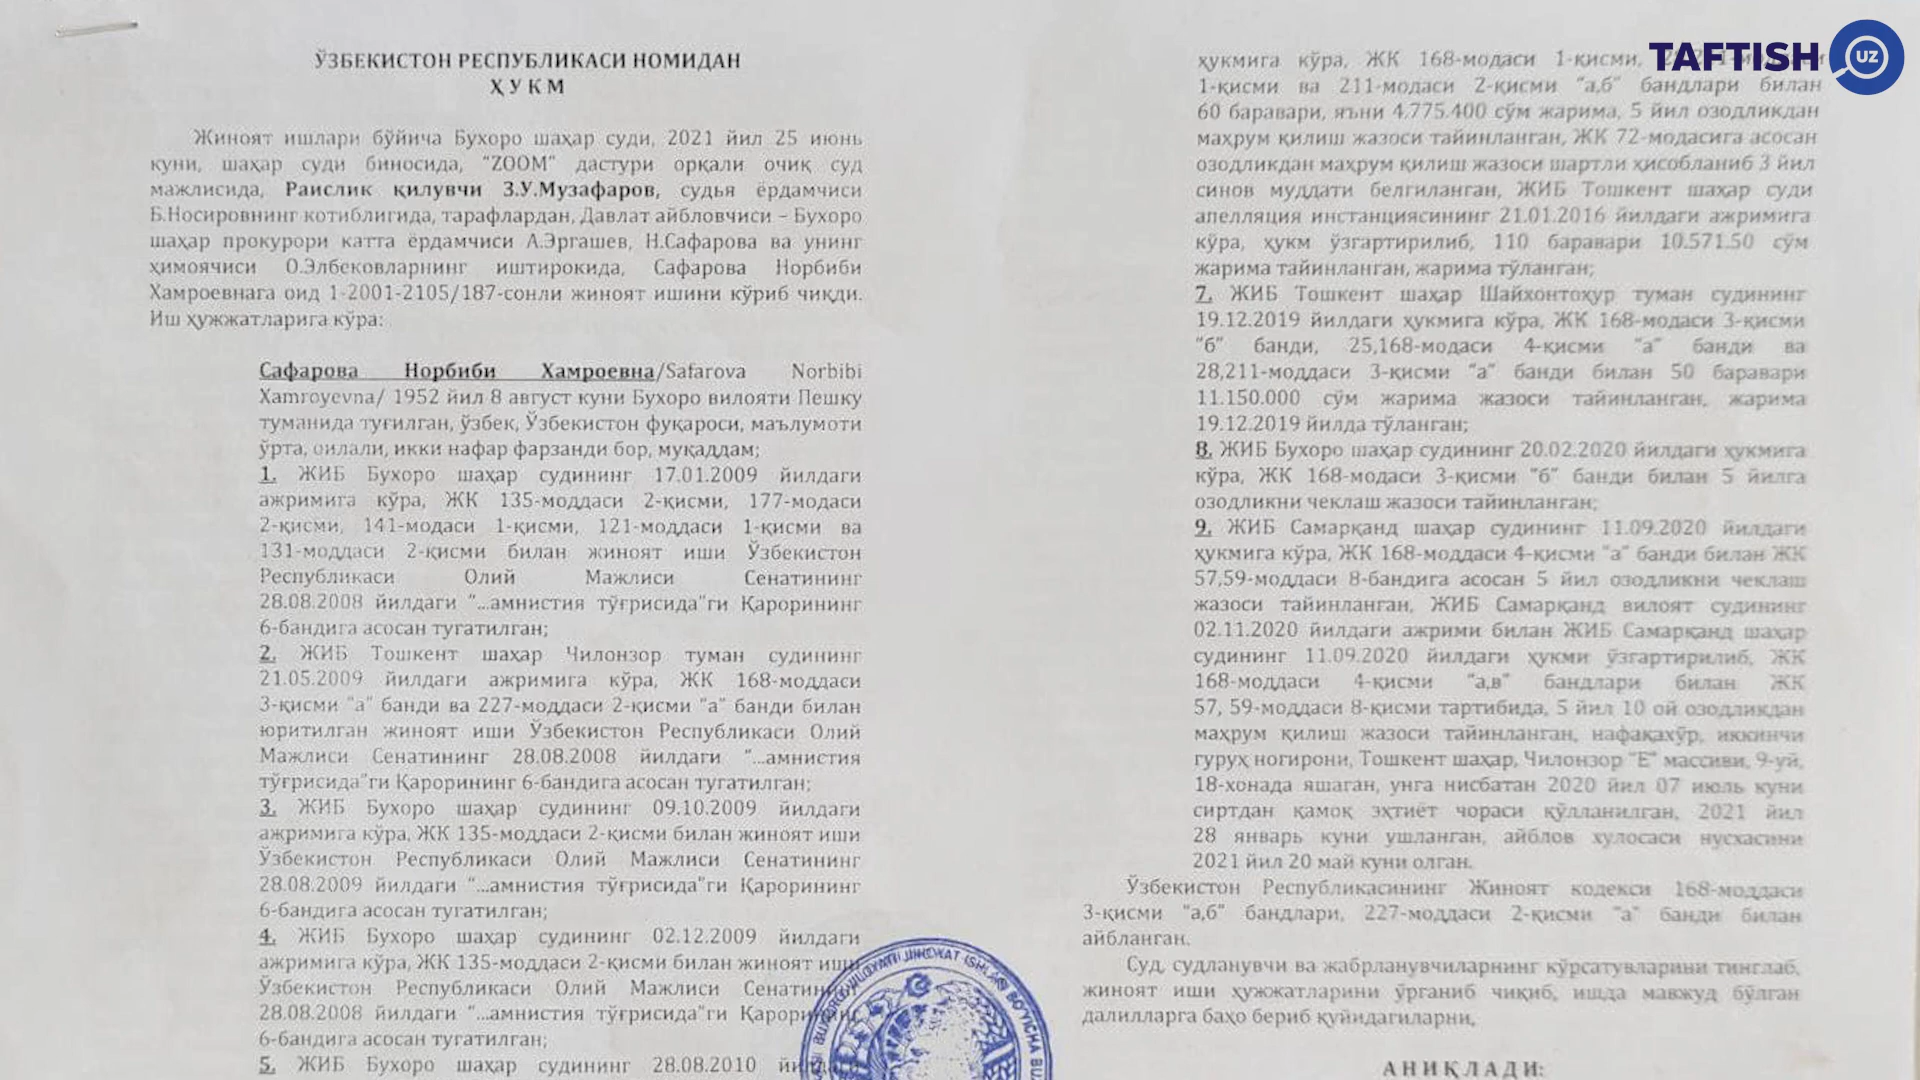 TAFTISH UZ
ЎЗБЕКИСТОН РЕСПУБЛИКАСИ НОМИДАН
ҲУКМ
Жиноят ишлари бўйича Бухоро шаҳар суди, 2021 йил 25 июнь
куни, шаҳар суди биносида, "ZOOM" дастури орқали очиқ суд
мажлисида, Раислик қилувчи З.У.Музафаров, судья ёрдамчиси
Б.Носировнинг котиблигида, тарафлардан, Давлат айбловчиси – Бухоро
шаҳар прокурори катта ёрдамчиси А.Эргашев, Н.Сафарова ва унинг
ҳимоячиси О.Элбековларнинг иштирокида, Сафарова Норбиби
Хамроевнага оид 1-2001-2105/187-сонли жиноят ишини кўриб чиқди.
Иш ҳужжатларига кўра:
Сафарова Норбиби Хамроевна/Safarova Norbibi
Xamroyevna/ 1952 йил 8 август куни Бухоро вилояти Пешку
туманида туғилган, ўзбек, Ўзбекистон фуқароси, маълумоти
ўрта, оилали, икки нафар фарзанди бор, муқаддам;
1. ЖИБ Бухоро шаҳар судининг 17.01.2009 йилдаги
ажримига кўра, ЖК 135-моддаси 2-қисми, 177-модаси
2-қисми, 141-модаси 1-қисми, 121-моддаси 1-қисми ва
131-моддаси 2-қисми билан жиноят иши Ўзбекистон
Республикаси Олий Мажлиси Сенатининг
28.08.2008 йилдаги "...амнистия тўғрисида"ги Қарорининг
6-бандига асосан тугатилган;
2. ЖИБ Тошкент шаҳар Чилонзор туман судининг
21.05.2009 йилдаги ажримига кўра, ЖК 168-моддаси
3-қисми "а" банди ва 227-моддаси 2-қисми "а" банди билан
юритилган жиноят иши Ўзбекистон Республикаси Олий
Мажлиси Сенатининг 28.08.2008 йилдаги "...амнистия
тўғрисида"ги Қарорининг 6-бандига асосан тугатилган;
3. ЖИБ Бухоро шаҳар судининг 09.10.2009 йилдаги
ажримига кўра, ЖК 135-моддаси 2-қисми билан жиноят иши
Ўзбекистон Республикаси Олий Мажлиси Сенатининг
28.08.2009 йилдаги "...амнистия тўғрисида"ги Қарорининг
6-бандига асосан тугатилган;
4. ЖИБ Бухоро шаҳар судининг 02.12.2009 йилдаги
ажримига кўра, ЖК 135-моддаси 2-қисми билан жиноят иши
Ўзбекистон Республикаси Олий Мажлиси Сенатининг
28.08.2008 йилдаги "...амнистия тўғрисида"ги Қарорининг
6-бандига асосан тугатилган;
5. ЖИБ Бухоро шаҳар судининг 28.08.2010 йилдаги
ҳукмига кўра, ЖК 168-модаси 1-қисми,
1-қисми ва 211-модаси 2-қисми "а,б" бандлари билан
60 баравари, яъни 4.775.400 сўм жарима, 5 йил озодликдан
маҳрум қилиш жазоси тайинланган, ЖК 72-модасига асосан
озодликдан маҳрум қилиш жазоси шартли ҳисобланиб 3 йил
синов муддати белгиланган, ЖИБ Тошкент шаҳар суди
апелляция инстанциясининг 21.01.2016 йилдаги ажримига
кўра, ҳукм ўзгартирилиб, 110 баравари 10.571.50 сўм
жарима тайинланган, жарима тўланган;
7. ЖИБ Тошкент шаҳар Шайхонтоҳур туман судининг
19.12.2019 йилдаги ҳукмига кўра, ЖК 168-модаси 3-қисми
"б" банди, 25,168-модаси 4-қисми "а" банди ва
28,211-моддаси 3-қисми "а" банди билан 50 баравари
11.150.000 сўм жарима жазоси тайинланган, жарима
19.12.2019 йилда тўланган;
8. ЖИБ Бухоро шаҳар судининг 20.02.2020 йилдаги ҳукмига
кўра, ЖК 168-модаси 3-қисми "б" банди билан 5 йилга
озодликни чеклаш жазоси тайинланган;
9. ЖИБ Самарқанд шаҳар судининг 11.09.2020 йилдаги
ҳукмига кўра, ЖК 168-моддаси 4-қисми "а" банди билан ЖК
57,59-моддаси 8-бандига асосан 5 йил озодликни чеклаш
жазоси тайинланган, ЖИБ Самарқанд вилоят судининг
02.11.2020 йилдаги ажрими билан ЖИБ Самарқанд шаҳар
судининг 11.09.2020 йилдаги ҳукми ўзгартирилиб, ЖК
168-моддаси 4-қисми "а,в" бандлари билан ЖК
57, 59-моддаси 8-қисми тартибида, 5 йил 10 ой озодликдан
маҳрум қилиш жазоси тайинланган, нафақахўр, иккинчи
гуруҳ ногирони, Тошкент шаҳар, Чилонзор "Е" массиви, 9-уй,
18-хонада яшаган, унга нисбатан 2020 йил 07 июль куни
сиртдан қамоқ эҳтиёт чораси қўлланилган, 2021 йил
28 январь куни ушланган, айблов хулосаси нусхасини
2021 йил 20 май куни олган.
Ўзбекистон Республикасининг Жиноят кодекси 168-моддаси
3-қисми "а,б" бандлари, 227-моддаси 2-қисми "а" банди билан
айбланган.
Суд, судланувчи ва жабрланувчиларнинг кўрсатувларини тинглаб,
жиноят иши ҳужжатларини ўрганиб чиқиб, ишда мавжуд бўлган
далилларга баҳо бериб қуйидагиларни,
АНИҚЛАДИ:
JINOYAT ISHLARI BO'YICHA